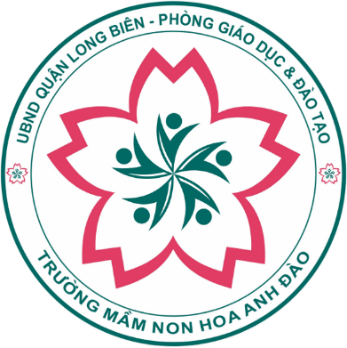 UBND QUẬN LONG BIÊN - PHÒNG GIÁO DỤC & ĐÀO TẠO
TRƯỜNG MẦM NON HOA ANH ĐÀO